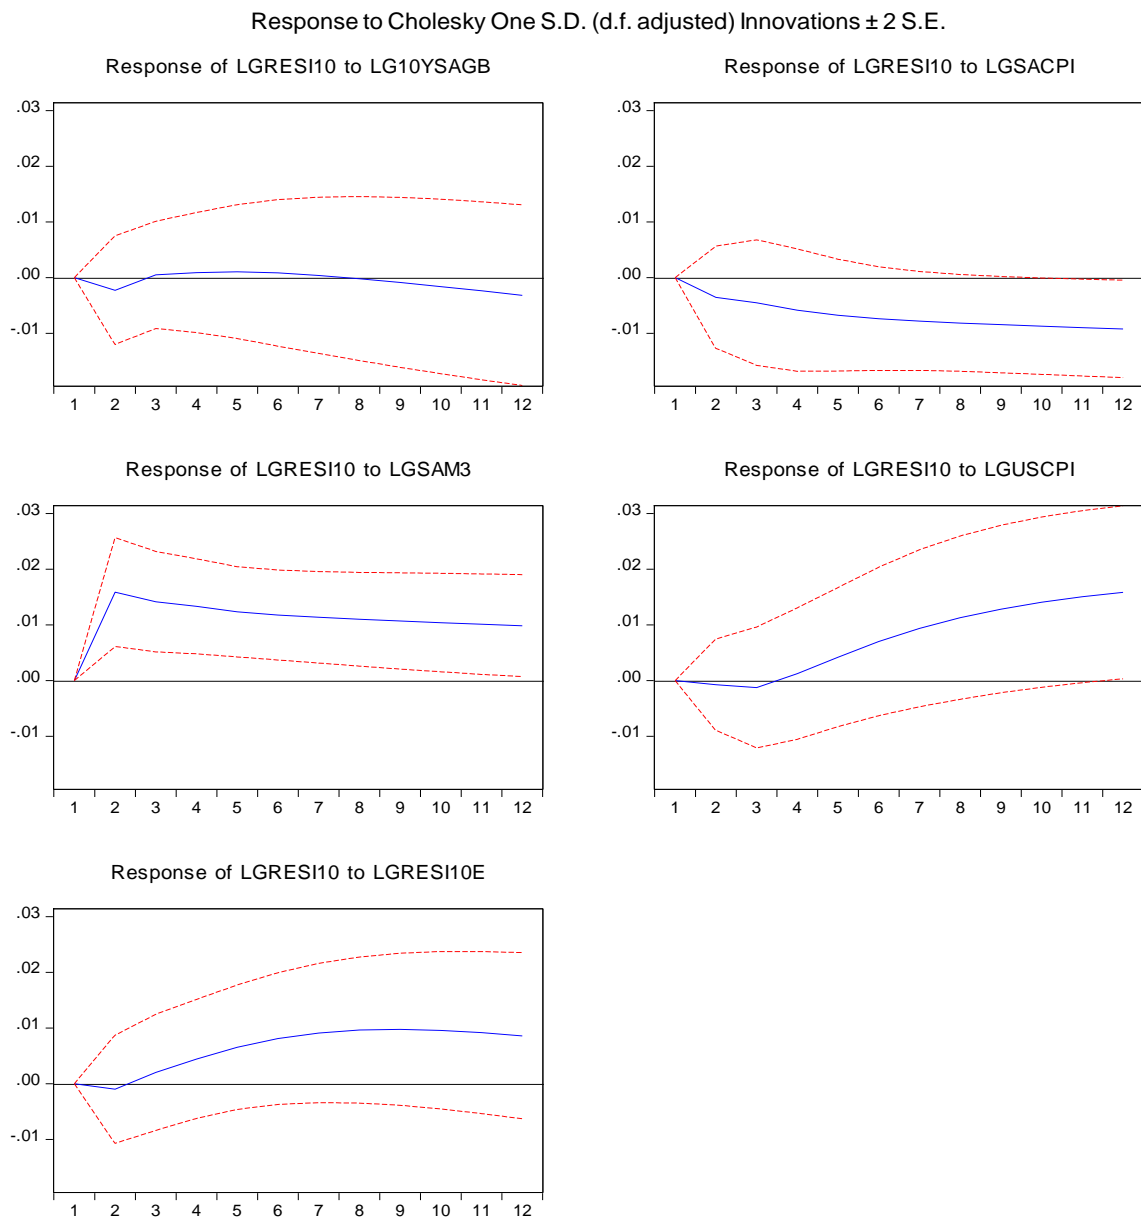 Response to Cholesky One S.D. (d.f. adjusted) Innovations ± 2 S.E.
Response of LGRESI10 to LG10YSAGB
.03
.02
.01
.00
-.01
1 2 3 4 5 6 7 8 9 10 11 12
Response of LGRESI10 to LGSACPI
.03
.02
.01
.00
-.01
1 2 3 4 5 6 7 8 9 10 11 12
Response of LGRESI10 to LGSAM3
.03
.02
.01
.00
-.01
1 2 3 4 5 6 7 8 9 10 11 12
Response of LGRESI10 to LGUSCPI
.03
.02
.01
.00
-.01
1 2 3 4 5 6 7 8 9 10 11 12
Response of LGRESI10 to LGRESI10E
.03
.02
.01
.00
-.01
1 2 3 4 5 6 7 8 9 10 11 12